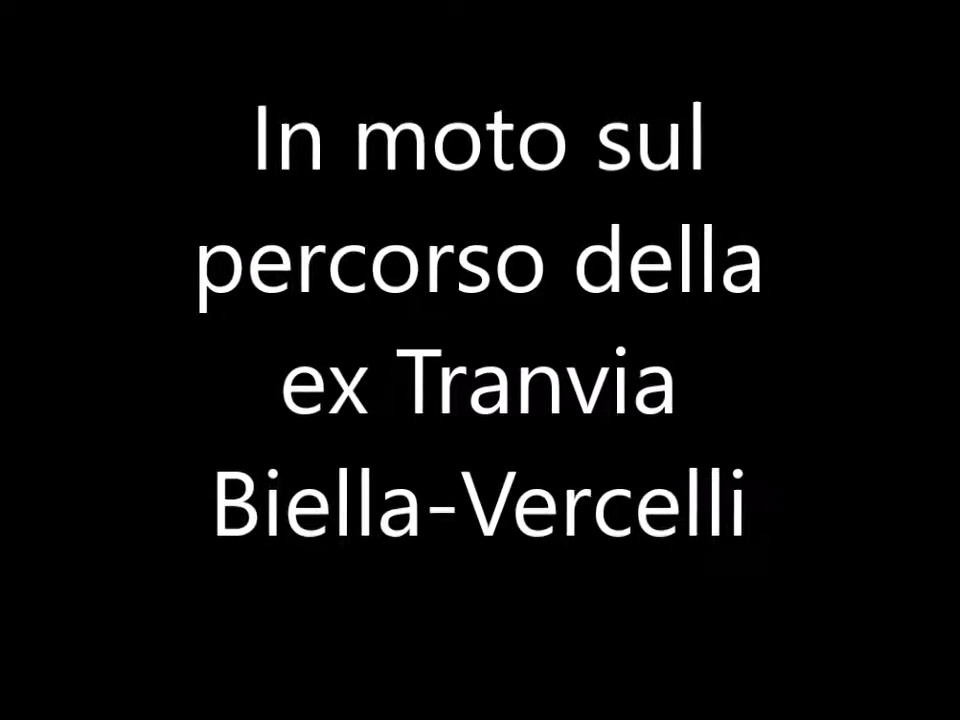 In moto sul
percorso della
ex Tranvia
Biella-Vercelli